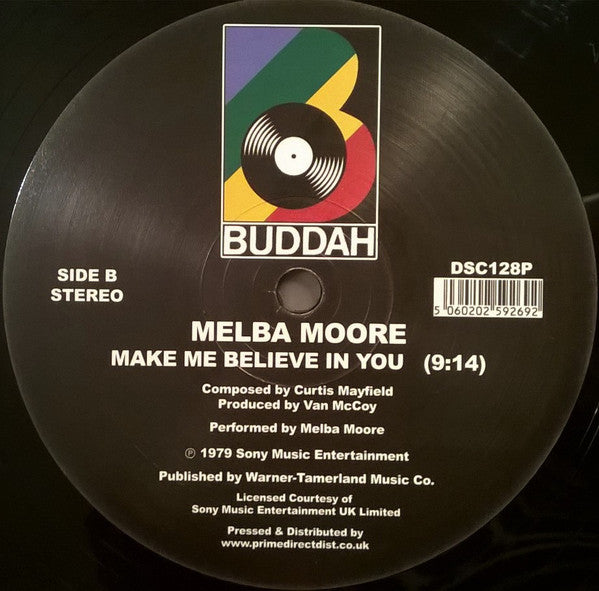 BUDDAH
SIDE B
STEREO
DSC128P
5 060202 592692
MELBA MOORE
MAKE ME BELIEVE IN YOU (9:14)
Composed by Curtis Mayfield
Produced by Van McCoy
Performed by Melba Moore
℗ 1979 Sony Music Entertainment
Published by Warner-Tamerland Music Co.
Licensed Courtesy of
Sony Music Entertainment UK Limited
Pressed & Distributed by
www.primedirectdist.co.uk